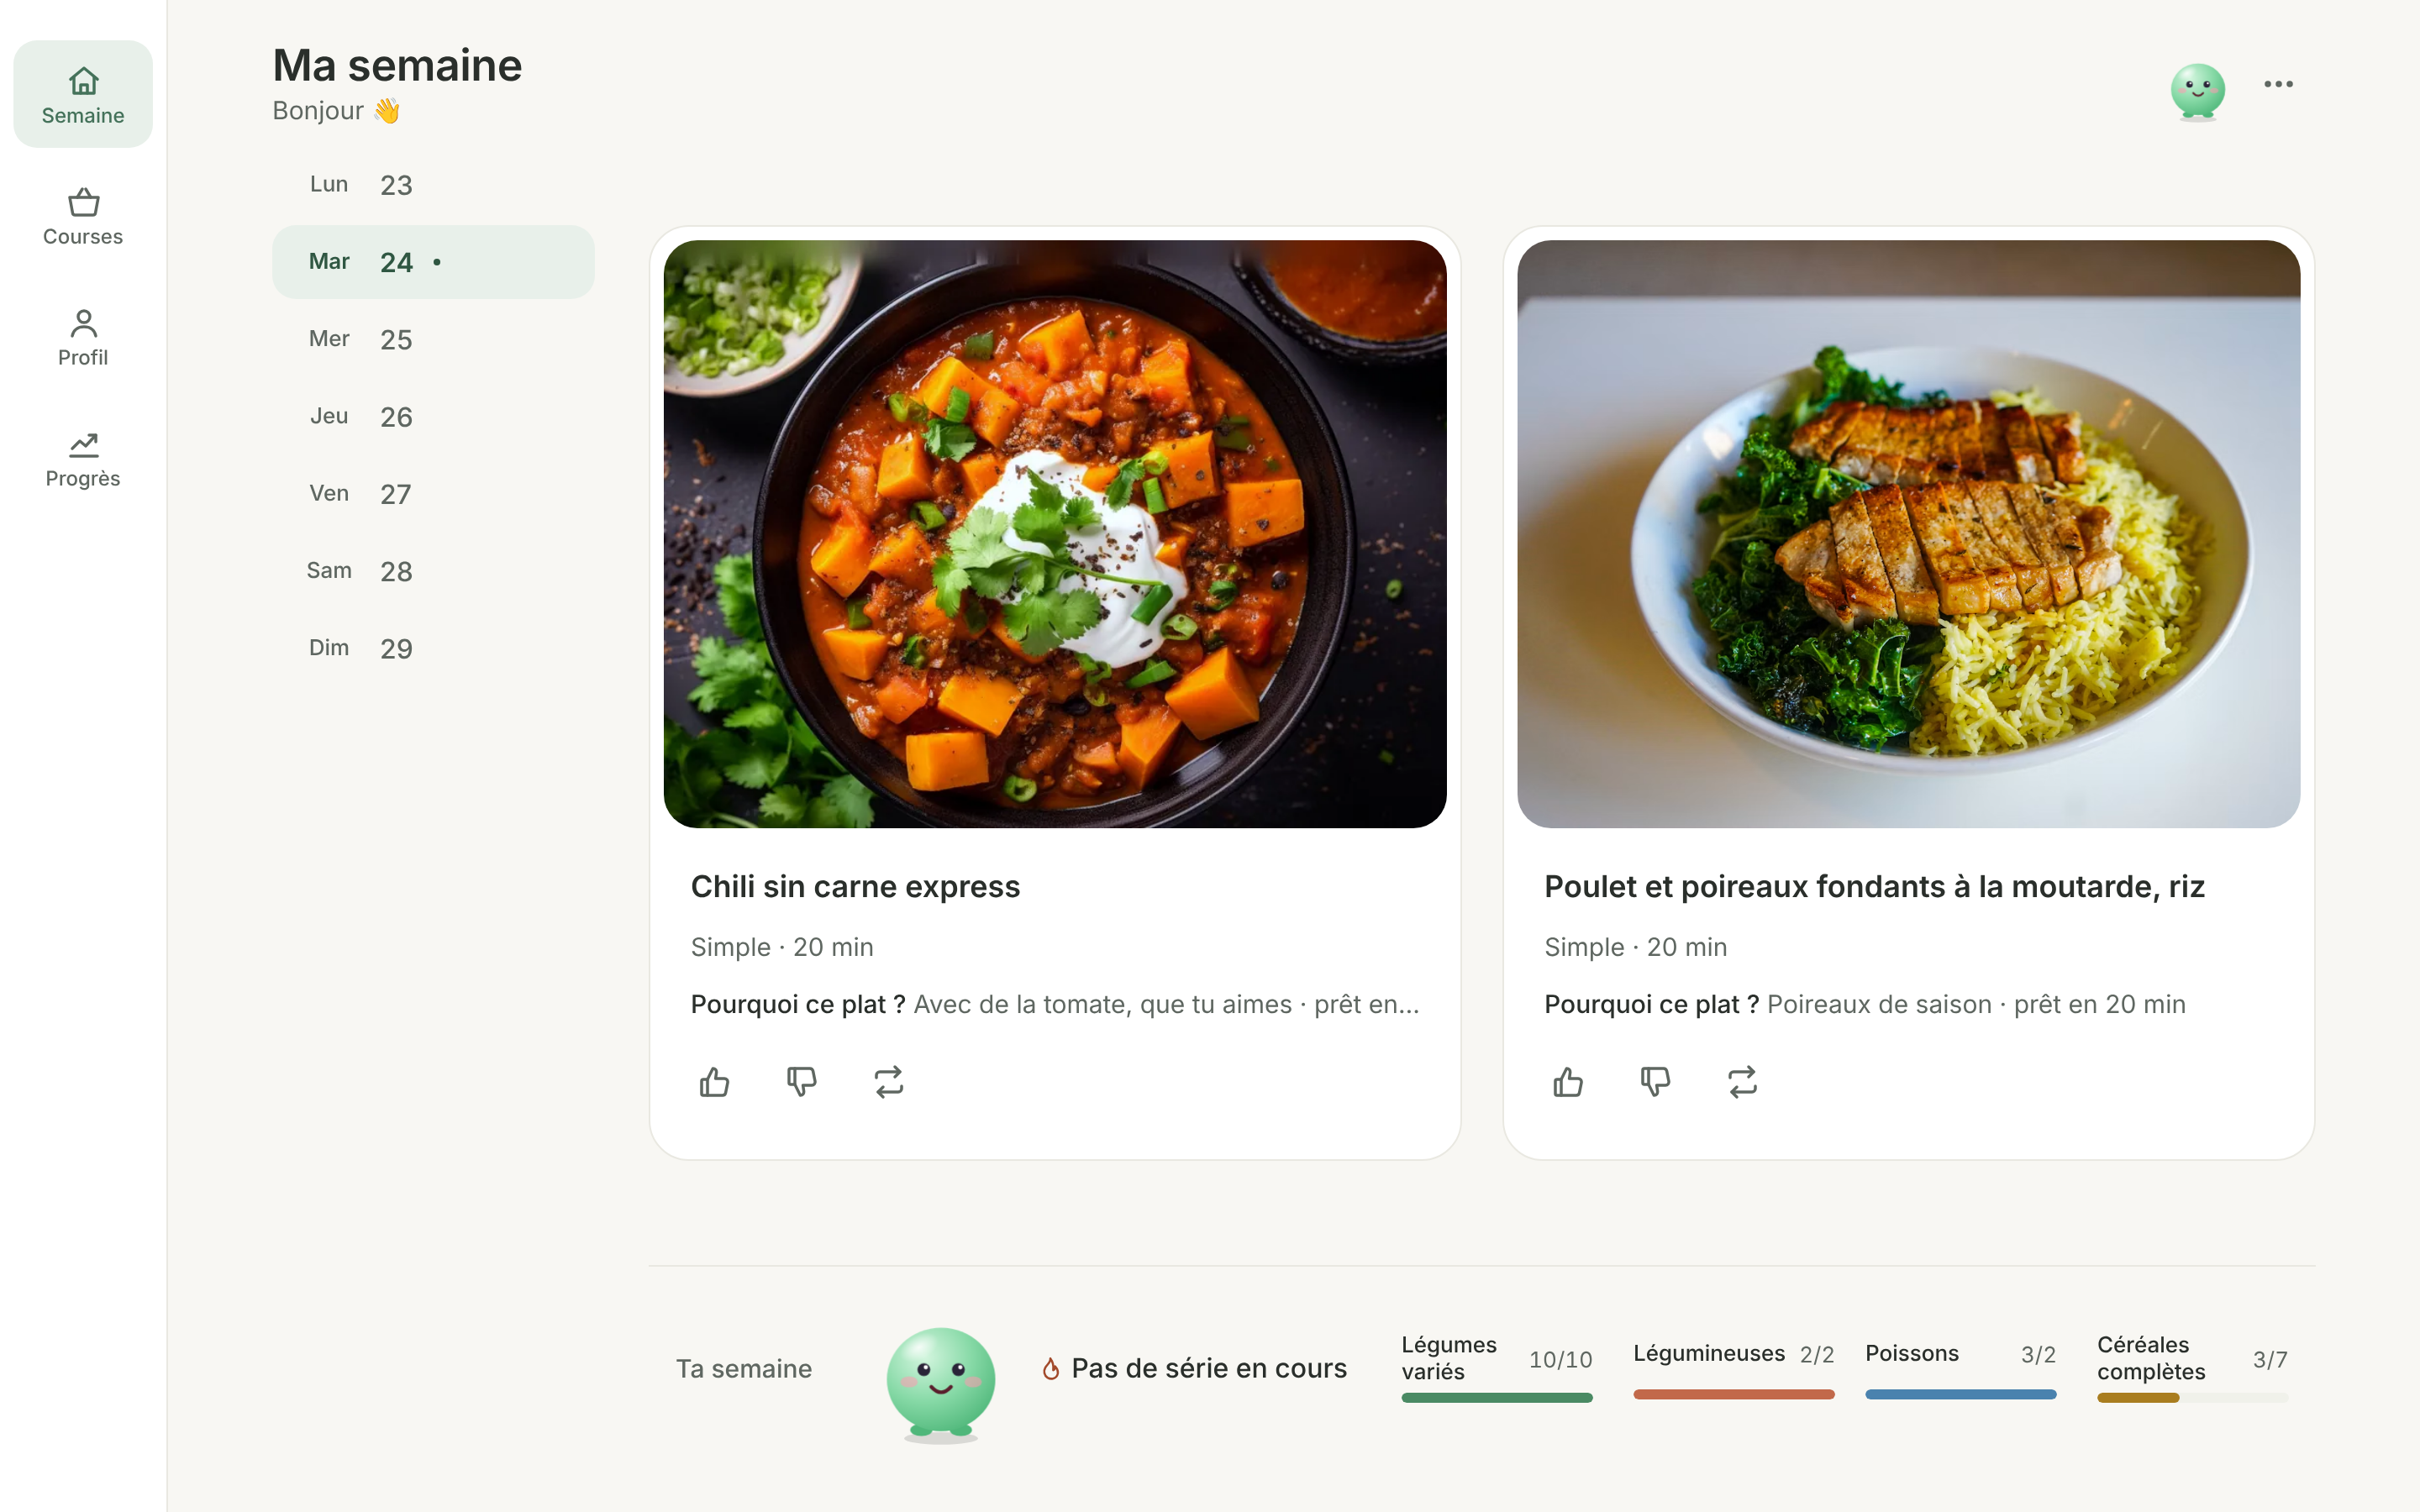 Semaine
Courses
Profil
Progrès
Ma semaine
Bonjour 👋
Lun 23
Mar 24 •
Mer 25
Jeu 26
Ven 27
Sam 28
Dim 29
Chili sin carne express
Simple · 20 min
Pourquoi ce plat ? Avec de la tomate, que tu aimes · prêt en...
Poulet et poireaux fondants à la moutarde, riz
Simple · 20 min
Pourquoi ce plat ? Poireaux de saison · prêt en 20 min
Ta semaine
Pas de série en cours
Légumes
variés
10/10
Légumineuses 2/2
Poissons 3/2
Céréales
complètes
3/7